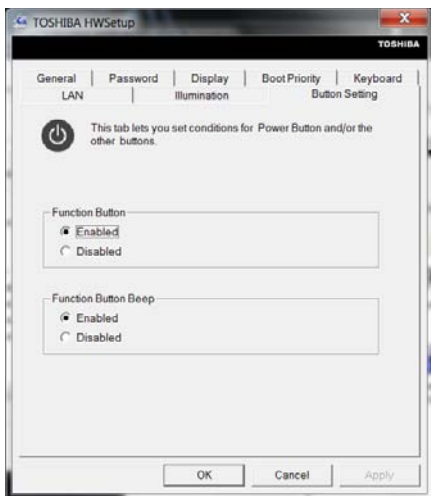 TOSHIBA HWSetup
TOSHIBA
General | Password | Display | Boot Priority | Keyboard
LAN | Illumination Button Setting
This tab lets you set conditions for Power Button and/or the
other buttons.
Function Button
Enabled
Disabled
Function Button Beep
Enabled
Disabled
OK Cancel Apply